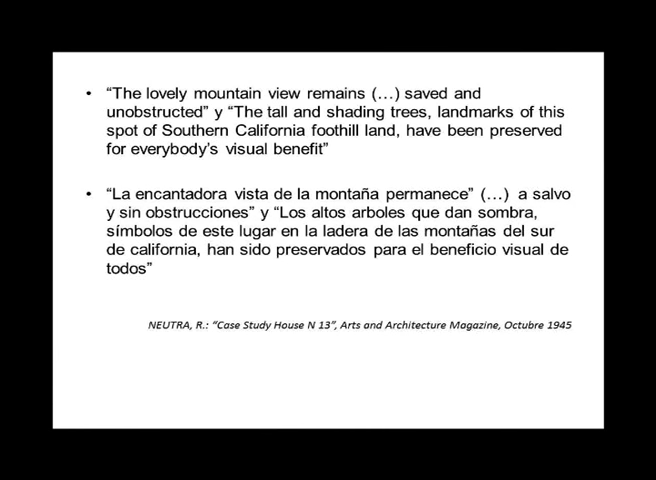 • “The lovely mountain view remains (…) saved and
unobstructed” y “The tall and shading trees, landmarks of this
spot of Southern California foothill land, have been preserved
for everybody’s visual benefit”
• “La encantadora vista de la montaña permanece” (…) a salvo
y sin obstrucciones” y “Los altos arboles que dan sombra,
símbolos de este lugar en la ladera de las montañas del sur
de california, han sido preservados para el beneficio visual de
todos”
NEUTRA, R.: “Case Study House N 13”, Arts and Architecture Magazine, Octubre 1945